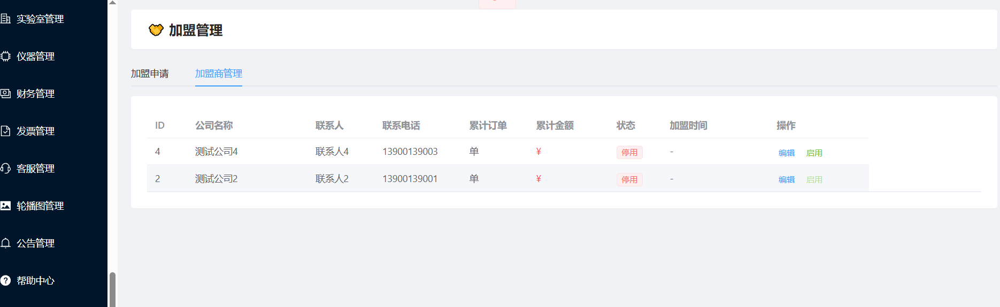 实验室管理
仪器管理
财务管理
发票管理
客服管理
轮播图管理
公告管理
帮助中心
加盟管理
加盟申请 加盟商管理
ID 公司名称 联系人 联系电话 累计订单 累计金额 状态 加盟时间 操作
4 测试公司4 联系人4 13900139003 单 ¥ 停用 - 编辑 启用
2 测试公司2 联系人2 13900139001 单 ¥ 停用 - 编辑 启用